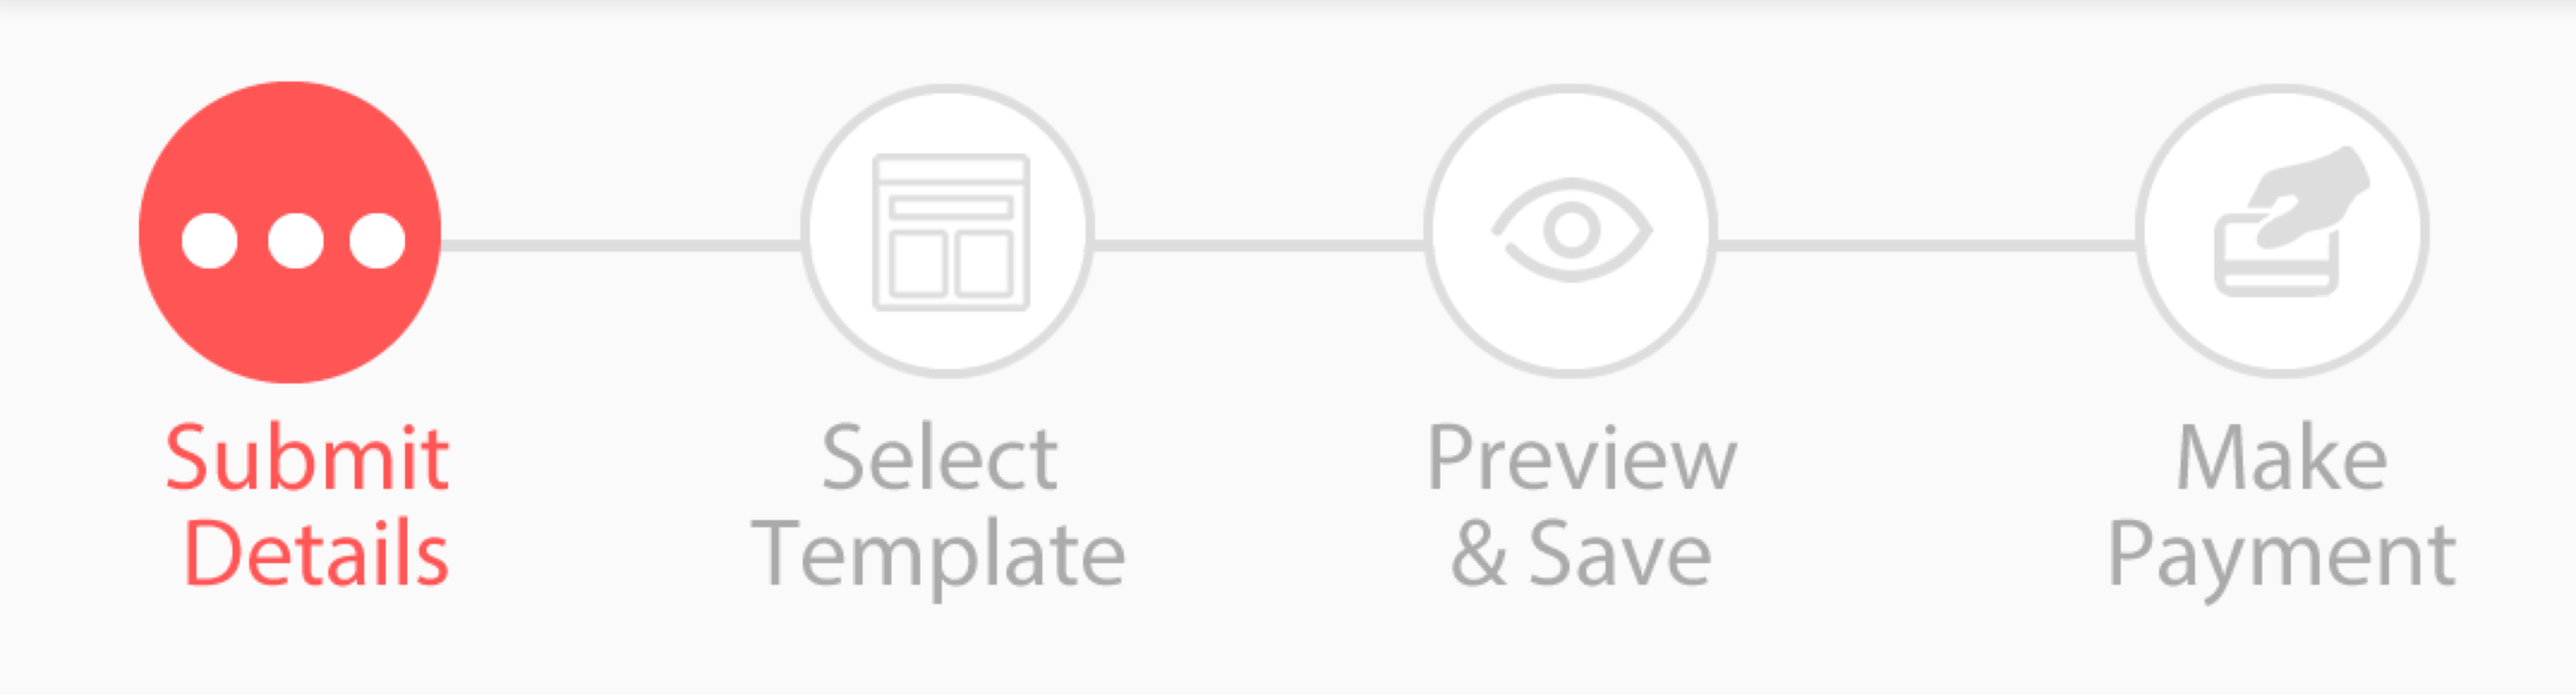 Submit
Details
Select
Template
Preview
& Save
Make
Payment